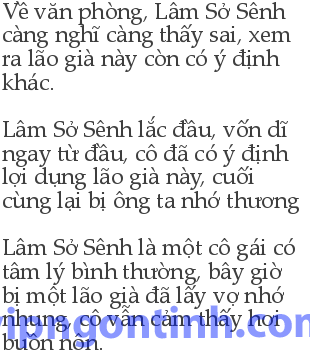 Về văn phòng, Lâm Sở Sênh
càng nghĩ càng thấy sai, xem
ra lão già này còn có ý định
khác.
Lâm Sở Sênh lắc đầu, vốn dĩ
ngay từ đầu, cô đã có ý định
lợi dụng lão già này, cuối
cùng lại bị ông ta nhớ thương
Lâm Sở Sênh là một cô gái có
tâm lý bình thường, bây giờ
bị một lão già đã lấy vợ nhớ
nhung, cô vẫn cảm thấy hơi
buồn nôn.
vipngontinh.com